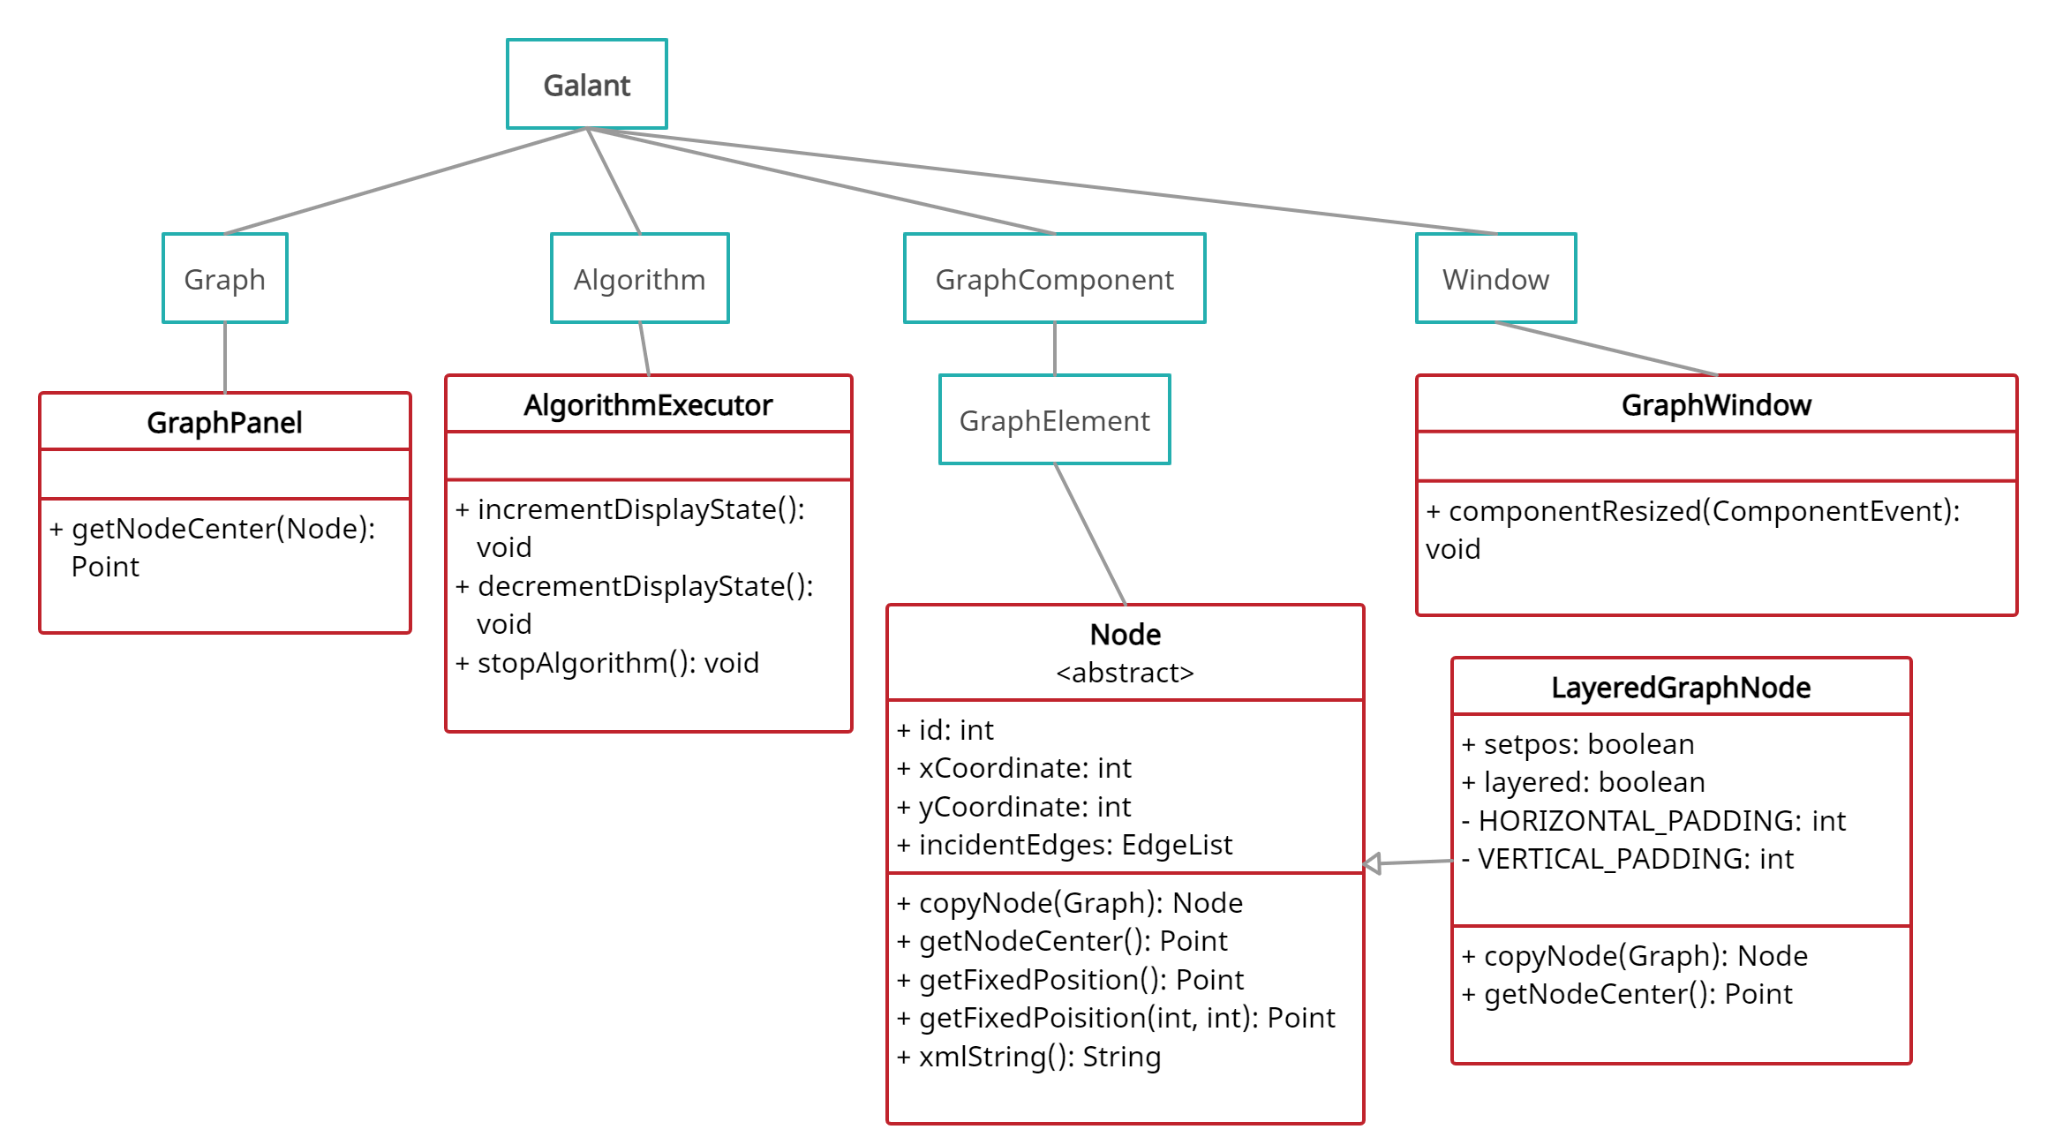 Galant
Graph
Algorithm
GraphComponent
Window
GraphPanel
+ getNodeCenter(Node):
Point
AlgorithmExecutor
+ incrementDisplayState():
void
+ decrementDisplayState():
void
+ stopAlgorithm(): void
GraphElement
GraphWindow
+ componentResized(ComponentEvent):
void
Node
<abstract>
+ id: int
+ xCoordinate: int
+ yCoordinate: int
+ incidentEdges: EdgeList
+ copyNode(Graph): Node
+ getNodeCenter(): Point
+ getFixedPosition(): Point
+ getFixedPoisition(int, int): Point
+ xmlString(): String
LayeredGraphNode
+ setpos: boolean
+ layered: boolean
- HORIZONTAL_PADDING: int
- VERTICAL_PADDING: int
+ copyNode(Graph): Node
+ getNodeCenter(): Point